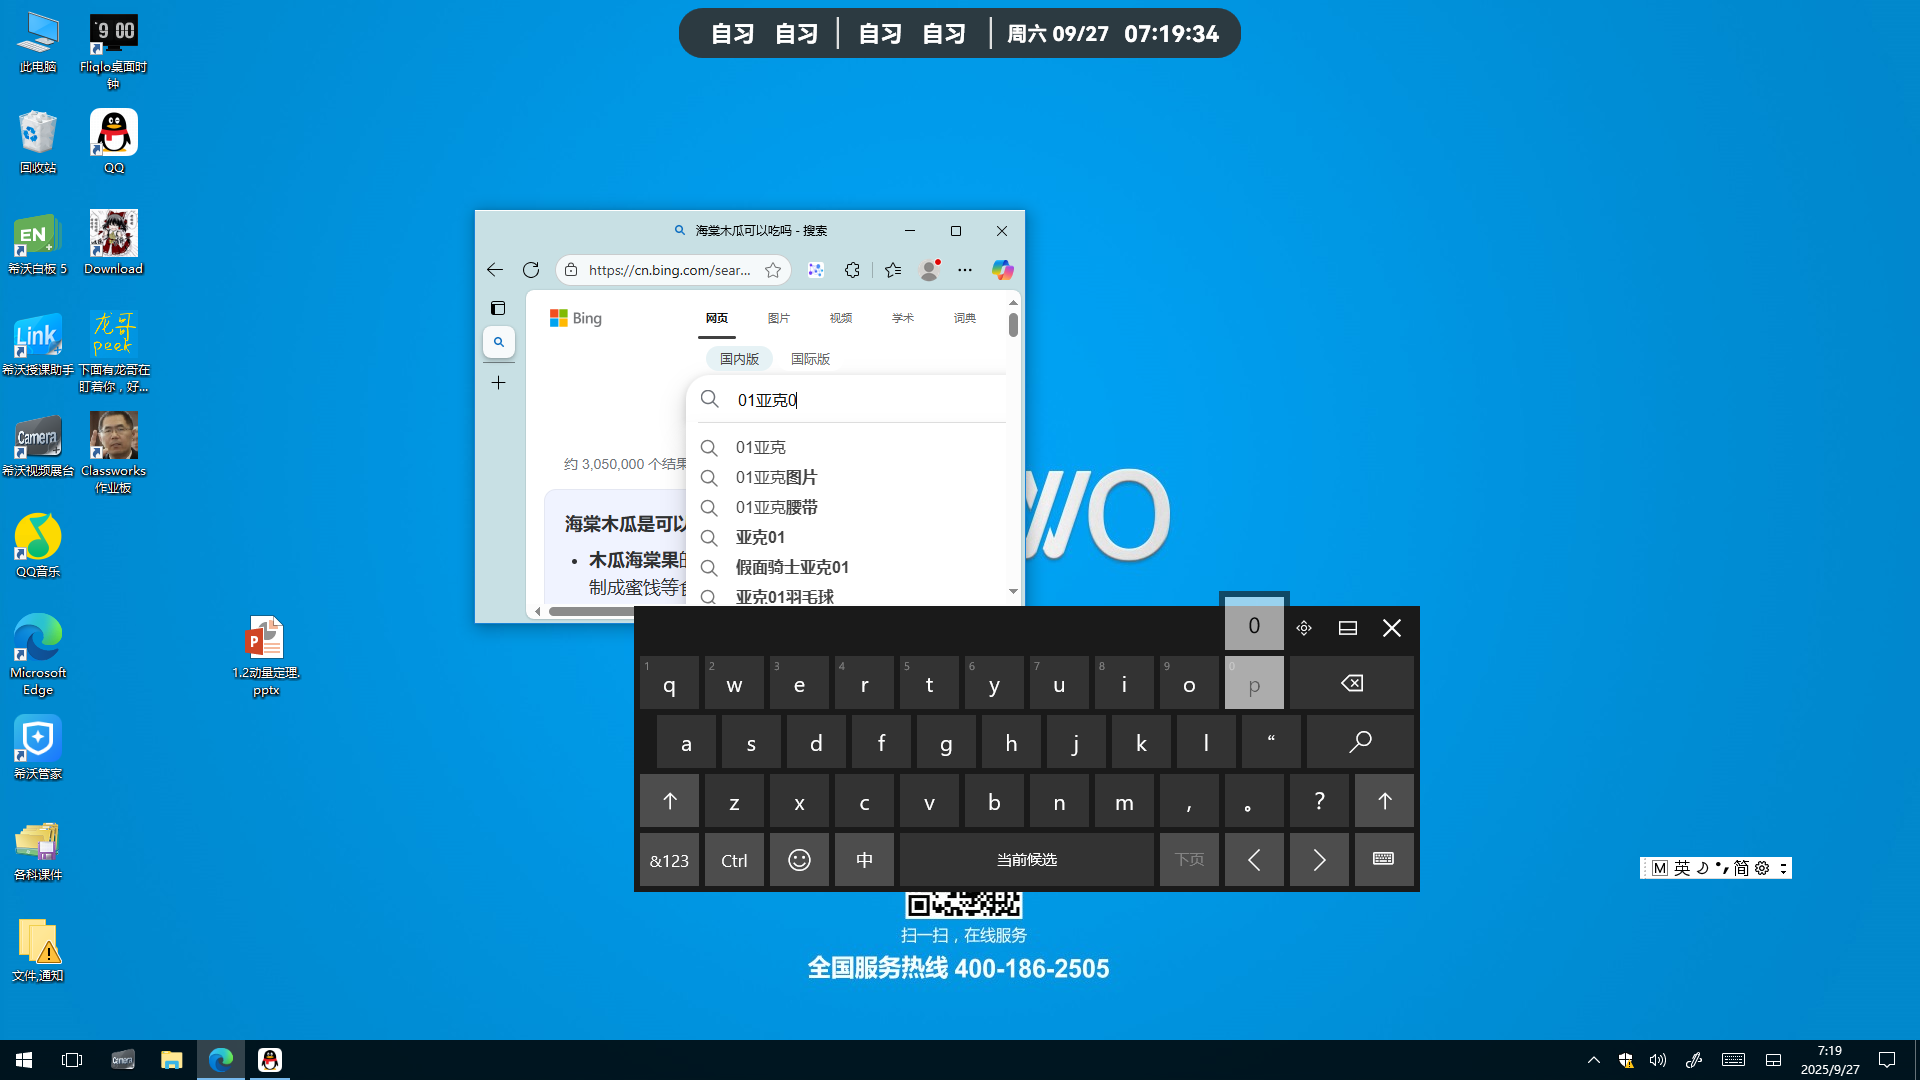 自习 自习 | 自习 自习 | 周六 09/27 07:19:34
此电脑
Fliqlo桌面时
钟
9 00
回收站
QQ
EN
希沃白板 5
Download
Link
希沃授课助手
龙哥
peek
下面有龙哥在
盯着你，好...
Camera
希沃视频展台
Classworks
作业板
QQ音乐
Microsoft
Edge
P
1.2动量定理.
pptx
希沃管家
各科课件
文件,通知
海棠木瓜可以吃吗 - 搜索
https://cn.bing.com/sear...
Bing
网页 图片 视频 学术 词典
国内版 国际版
01亚克0
01亚克
01亚克图片
01亚克腰带
亚克01
假面骑士亚克01
亚克01羽毛球
约 3,050,000 个结果
海棠木瓜是可以
• 木瓜海棠果的
制成蜜饯等食
0
1 2 3 4 5 6 7 8 9 0
q w e r t y u i o p
a s d f g h j k l “
z x c v b n m , 。 ?
&123 Ctrl 中 当前候选 下页
M 英 简
扫一扫，在线服务
全国服务热线 400-186-2505
Camera
7:19
2025/9/27